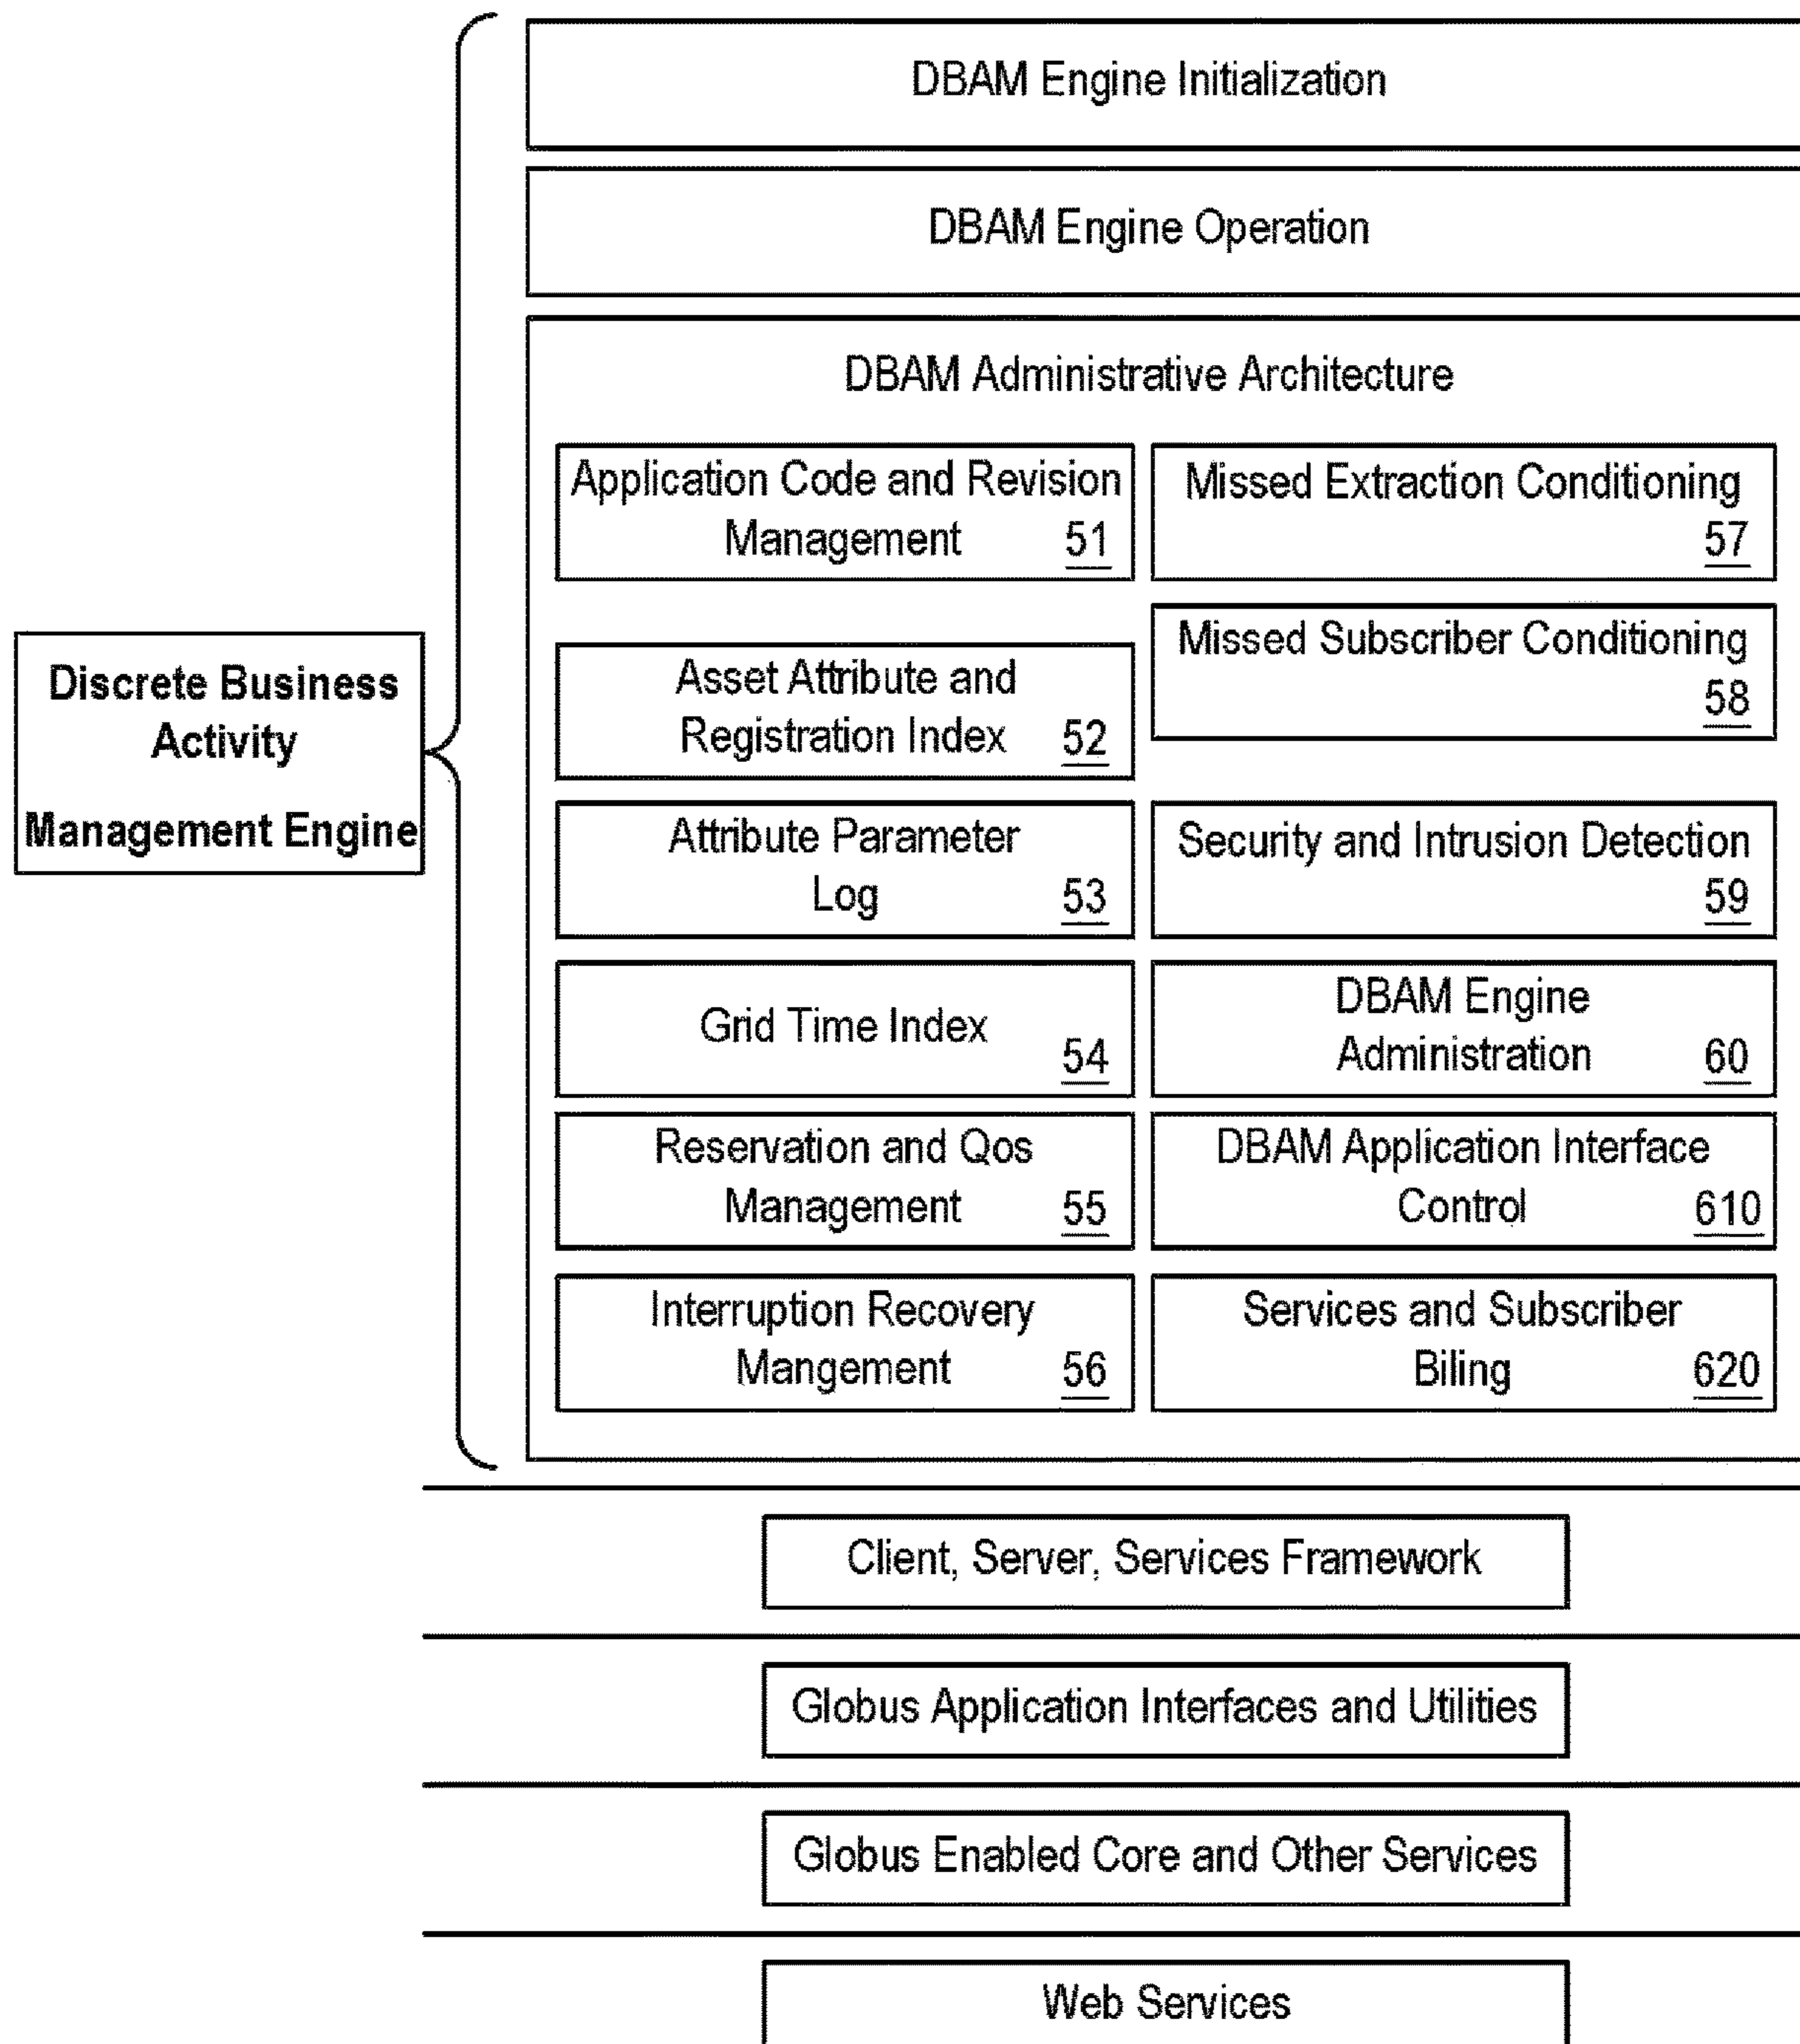 DBAM Engine Initialization
DBAM Engine Operation
DBAM Administrative Architecture
Application Code and Revision
Management 51
Missed Extraction Conditioning
57
Asset Attribute and
Registration Index 52
Missed Subscriber Conditioning
58
Attribute Parameter
Log 53
Security and Intrusion Detection
59
Grid Time Index
54
DBAM Engine
Administration 60
Reservation and Qos
Management 55
DBAM Application Interface
Control 610
Interruption Recovery
Mangement 56
Services and Subscriber
Biling 620
Discrete Business
Activity
Management Engine
Client, Server, Services Framework
Globus Application Interfaces and Utilities
Globus Enabled Core and Other Services
Web Services